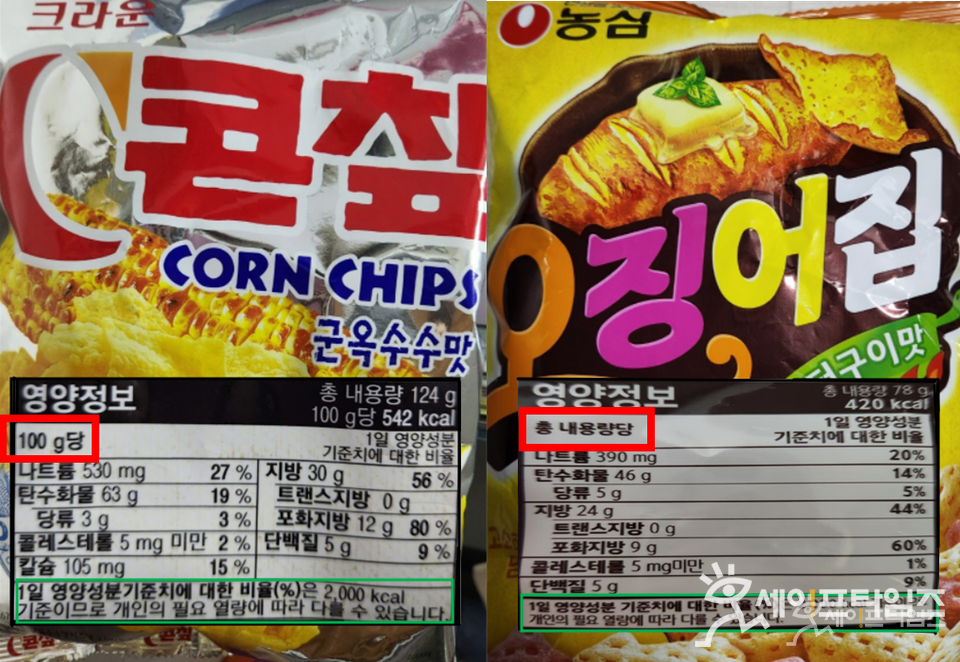 크라운
콘칲
CORN CHIPS
군옥수수맛
영양정보
총 내용량 124 g
100 g당 542 kcal
100 g당
1일 영양성분
기준치에 대한 비율
나트륨 530 mg 27 %
탄수화물 63 g 19 %
당류 3 g 3 %
콜레스테롤 5 mg 미만 2 %
칼슘 105 mg 15 %
지방 30 g 56 %
트랜스지방 0 g
포화지방 12 g 80 %
단백질 5 g 9 %
1일 영양성분기준치에 대한 비율(%)은 2,000 kcal
기준이므로 개인의 필요 열량에 따라 다를 수 있습니다.
콘칲
농심
오징어집
영양정보
총 내용량 78 g
420 kcal
총 내용량당
1일 영양성분
기준치에 대한 비율
나트륨 390 mg 20%
탄수화물 46 g 14%
당류 5 g 5%
지방 24 g 44%
트랜스지방 0 g
포화지방 9 g 60%
콜레스테롤 5 mg미만 1%
단백질 5 g 9%
1일 영양성분 기준치에 대한 비율
개인의 필요 열량에 따라 다를 수
세이프타임즈